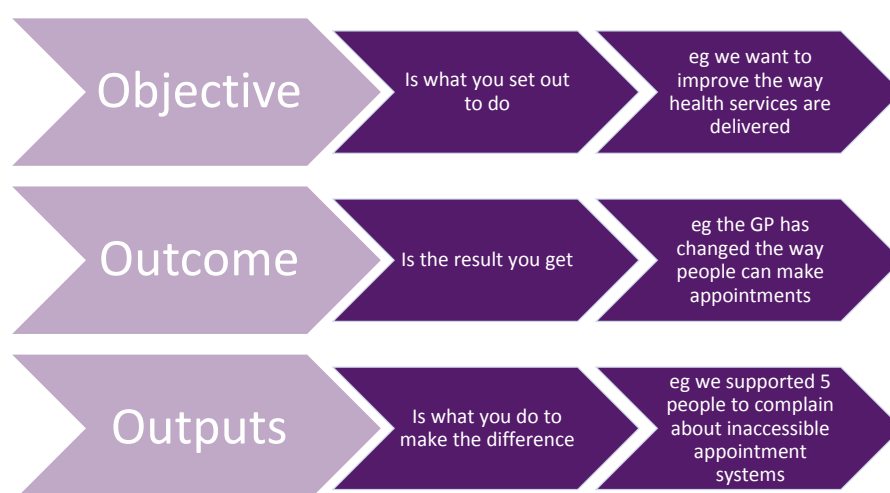 Objective
Is what you set out
to do
eg we want to
improve the way
health services are
delivered
Outcome
Is the result you get
eg the GP has
changed the way
people can make
appointments
Outputs
Is what you do to
make the difference
eg we supported 5
people to complain
about inaccessible
appointment
systems